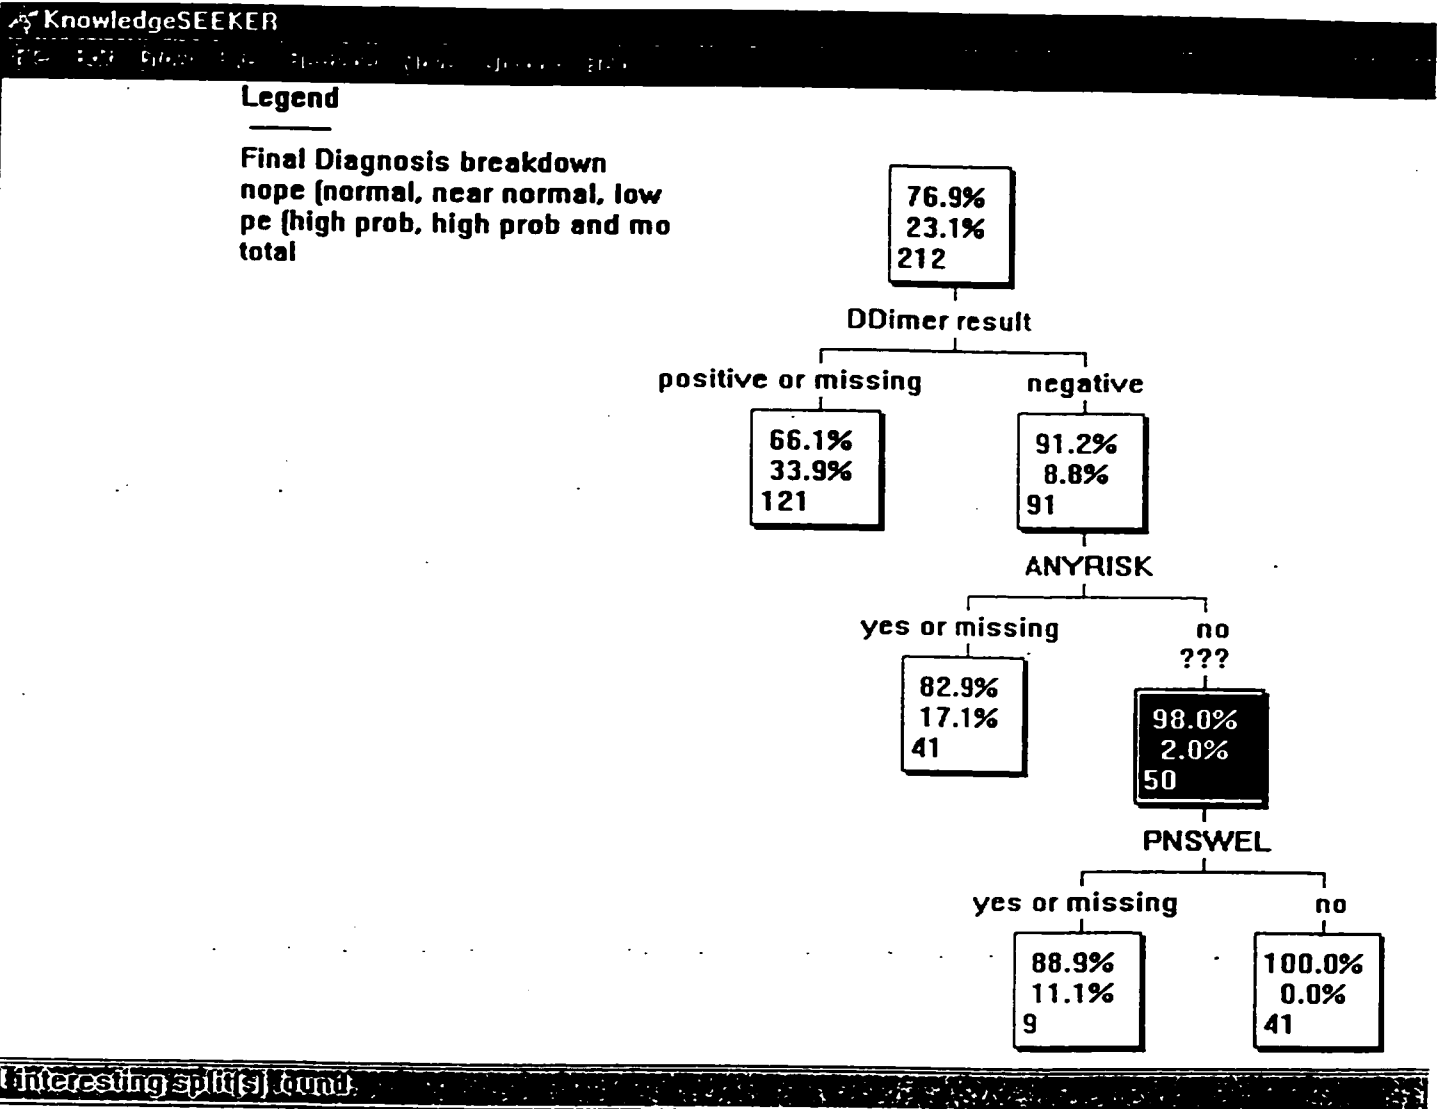 KnowledgeSEEKER
Legend
Final Diagnosis breakdown
nope (normal, near normal, low
pe (high prob, high prob and mo
total
76.9%
23.1%
212
DDimer result
positive or missing
negative
66.1%
33.9%
121
91.2%
8.8%
91
ANYRISK
yes or missing
no
???
82.9%
17.1%
41
98.0%
2.0%
50
PNSWEL
yes or missing
no
88.9%
11.1%
9
100.0%
0.0%
41
interesting split(s)